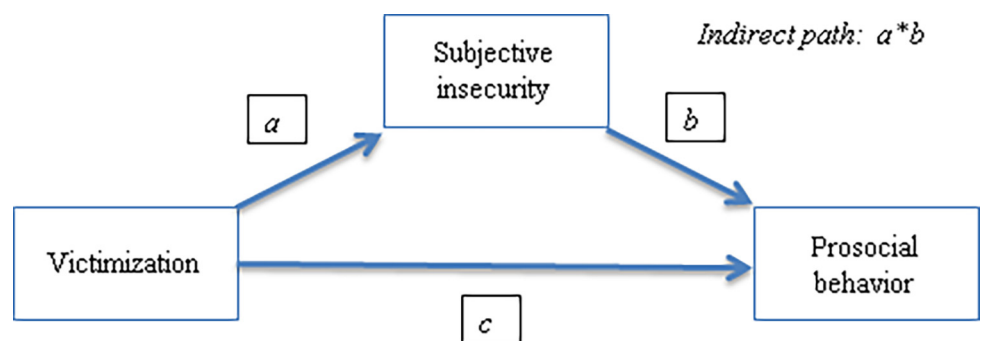 Indirect path: a*b
Subjective
insecurity
a
b
Victimization
Prosocial
behavior
c